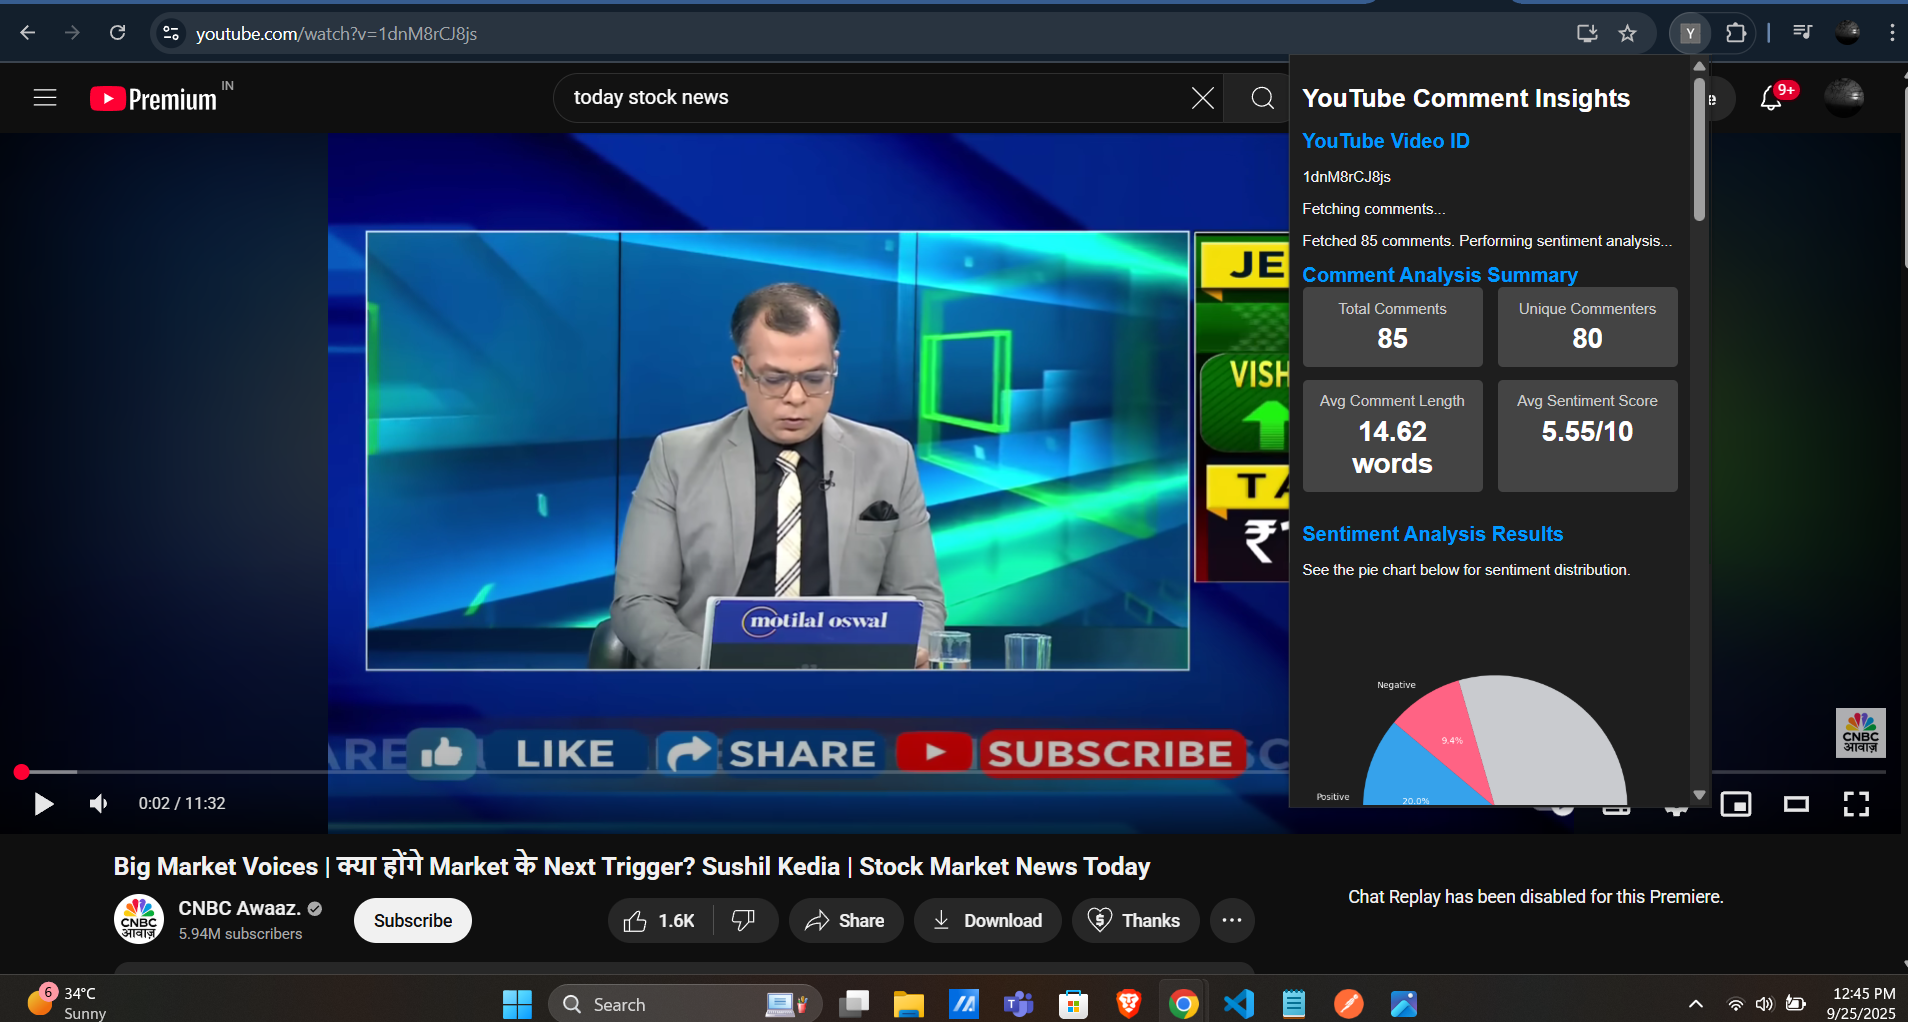 youtube.com/watch?v=1dnM8rCJ8js
Y
Premium IN
today stock news
9+
YouTube Comment Insights
YouTube Video ID
1dnM8rCJ8js
Fetching comments...
Fetched 85 comments. Performing sentiment analysis...
Comment Analysis Summary
Total Comments
85
Unique Commenters
80
Avg Comment Length
14.62
words
Avg Sentiment Score
5.55/10
Sentiment Analysis Results
See the pie chart below for sentiment distribution.
Negative
9.4%
Positive
20.0%
JE
VISH
TA
₹
motilal oswal
ARE
LIKE
SHARE
SUBSCRIBE
SC
CNBC
आवाज़
0:02 / 11:32
Big Market Voices | क्या होंगे Market के Next Trigger? Sushil Kedia | Stock Market News Today
Chat Replay has been disabled for this Premiere.
CNBC
आवाज़
CNBC Awaaz.
5.94M subscribers
Subscribe
1.6K
Share
Download
Thanks
6
34°C
Sunny
Search
12:45 PM
9/25/2025